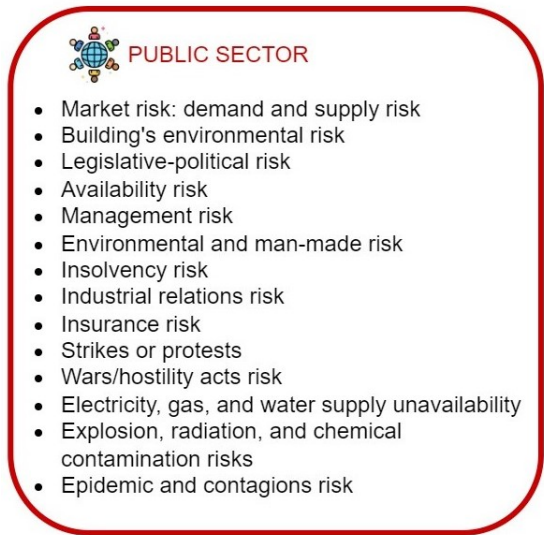 PUBLIC SECTOR
• Market risk: demand and supply risk
• Building's environmental risk
• Legislative-political risk
• Availability risk
• Management risk
• Environmental and man-made risk
• Insolvency risk
• Industrial relations risk
• Insurance risk
• Strikes or protests
• Wars/hostility acts risk
• Electricity, gas, and water supply unavailability
• Explosion, radiation, and chemical
contamination risks
• Epidemic and contagions risk